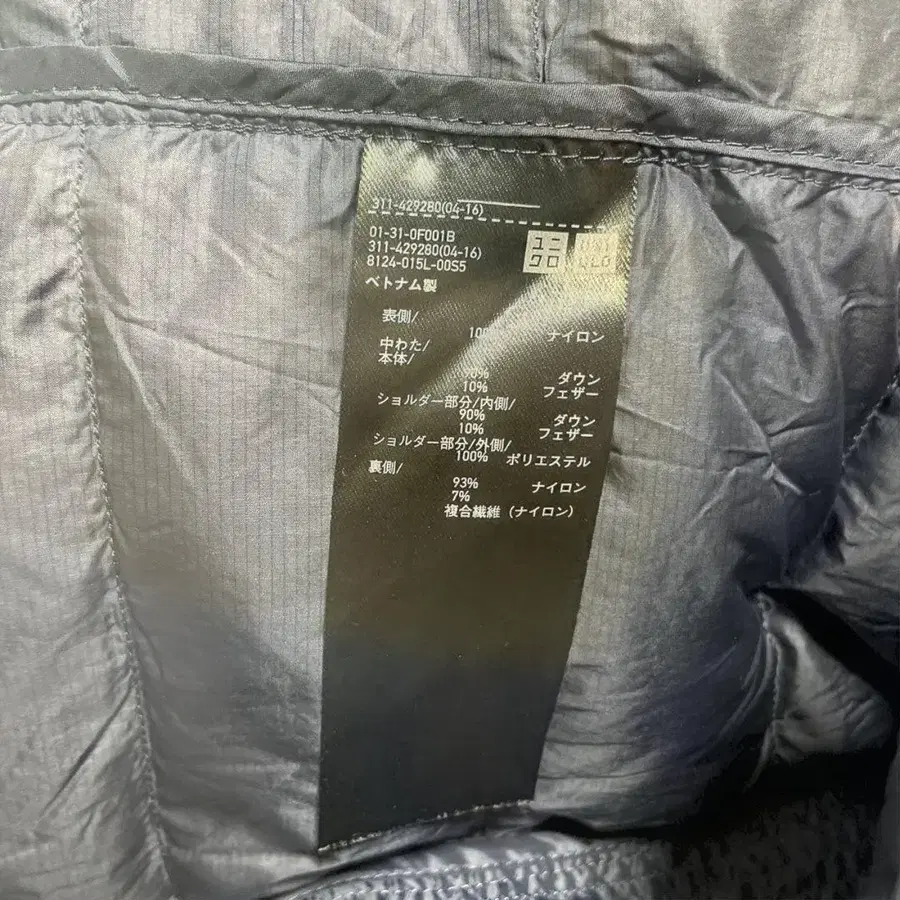 311-429280(04-16)
01-31-0F001B
311-429280(04-16)
8124-015L-00S5
ユニ
クロ
ベトナム製
表側/
ナイロン
中わた/
本体/
90% ダウン
10% フェザー
ショルダー部分/内側/
90% ダウン
10% フェザー
ショルダー部分/外側/
100% ポリエステル
裏側/
93% ナイロン
7%
複合繊維(ナイロン)